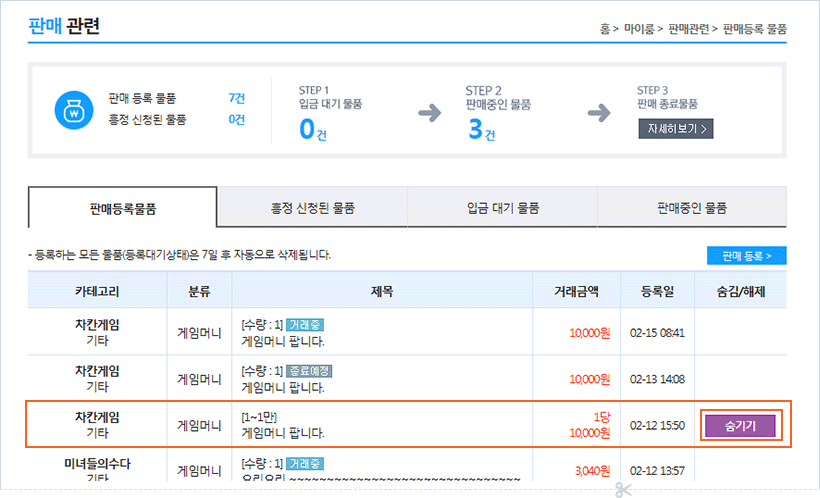 판매 관련
홈 > 마이룸 > 판매관련 > 판매등록 물품
판매 등록 물품 7건
흥정 신청된 물품 0건
STEP 1
입금 대기 물품
0건
STEP 2
판매중인 물품
3건
STEP 3
판매 종료물품
자세히보기 >
판매등록물품 흥정 신청된 물품 입금 대기 물품 판매중인 물품
- 등록하는 모든 물품(등록대기상태)은 7일 후 자동으로 삭제됩니다.
판매 등록 >
카테고리 분류 제목 거래금액 등록일 숨김/해제
차칸게임
기타
게임머니
[수량 : 1] 거래중
게임머니 팝니다.
10,000원
02-15 08:41
차칸게임
기타
게임머니
[수량 : 1] 종료예정
게임머니 팝니다.
10,000원
02-13 14:08
차칸게임
기타
게임머니
[1~1만]
게임머니 팝니다.
1당
10,000원
02-12 15:50
숨기기
미녀들의수다
기타
게임머니
[수량 : 1] 거래중
3,040원
02-12 13:57